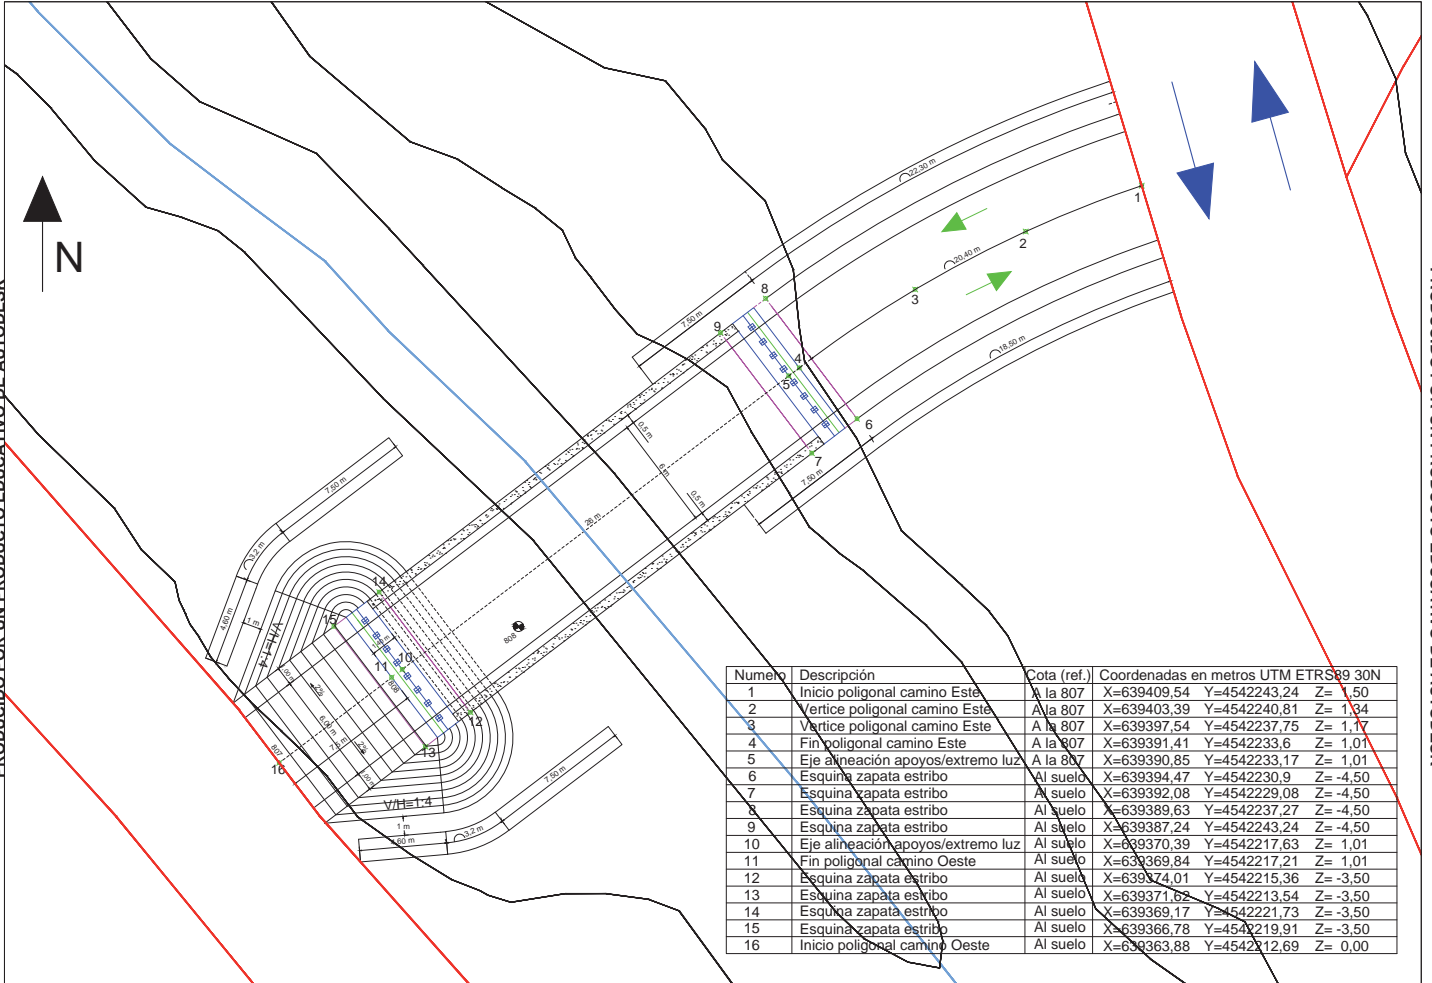 N
22,30 m
1
2
20,40 m
3
18,50 m
8
7,50 m
9
4
5
6
7
7,50 m
0.5 m
6 m
0.5 m
28 m
7,50 m
3.2 m
4,60 m
1 m
V/H=1:4
14
15
10
11
808
808
12
13
6.00 m
7.5 m
807
16
V/H=1:4
1 m
4,60 m
3.2 m
7,50 m
Numero Descripción Cota (ref.) Coordenadas en metros UTM ETRS89 30N
1 Inicio poligonal camino Este A la 807 X=639409,54 Y=4542243,24 Z= 1,50
2 Vertice poligonal camino Este A la 807 X=639403,39 Y=4542240,81 Z= 1,34
3 Vertice poligonal camino Este A la 807 X=639397,54 Y=4542237,75 Z= 1,17
4 Fin poligonal camino Este A la 807 X=639391,41 Y=4542233,6 Z= 1,01
5 Eje alineación apoyos/extremo luz A la 807 X=639390,85 Y=4542233,17 Z= 1,01
6 Esquina zapata estribo Al suelo X=639394,47 Y=4542230,9 Z= -4,50
7 Esquina zapata estribo Al suelo X=639392,08 Y=4542229,08 Z= -4,50
8 Esquina zapata estribo Al suelo X=639389,63 Y=4542237,27 Z= -4,50
9 Esquina zapata estribo Al suelo X=639387,24 Y=4542243,24 Z= -4,50
10 Eje alineación apoyos/extremo luz Al suelo X=639370,39 Y=4542217,63 Z= 1,01
11 Fin poligonal camino Oeste Al suelo X=639369,84 Y=4542217,21 Z= 1,01
12 Esquina zapata estribo Al suelo X=639374,01 Y=4542215,36 Z= -3,50
13 Esquina zapata estribo Al suelo X=639371,62 Y=4542213,54 Z= -3,50
14 Esquina zapata estribo Al suelo X=639369,17 Y=4542221,73 Z= -3,50
15 Esquina zapata estribo Al suelo X=639366,78 Y=4542219,91 Z= -3,50
16 Inicio poligonal camino Oeste Al suelo X=639363,88 Y=4542212,69 Z= 0,00